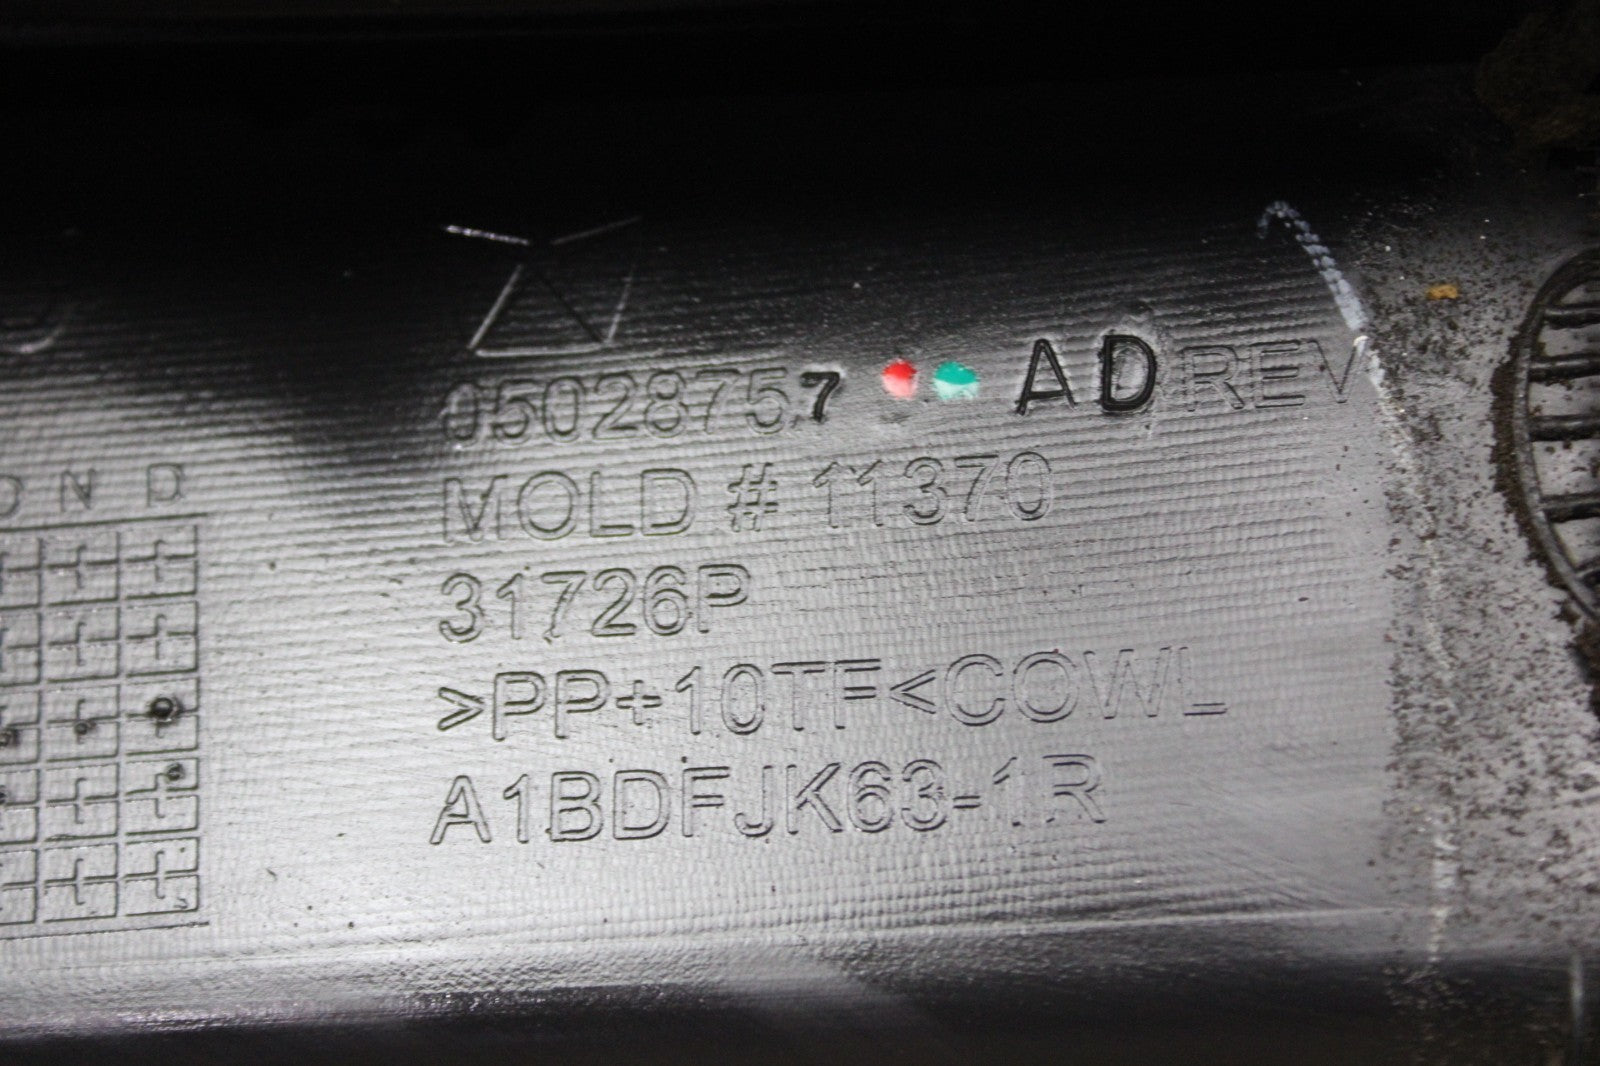 05028757 AD REV
MOLD # 11370
31726P
>PP+10TF<COWL
A1BDFJK63-1R
O N D